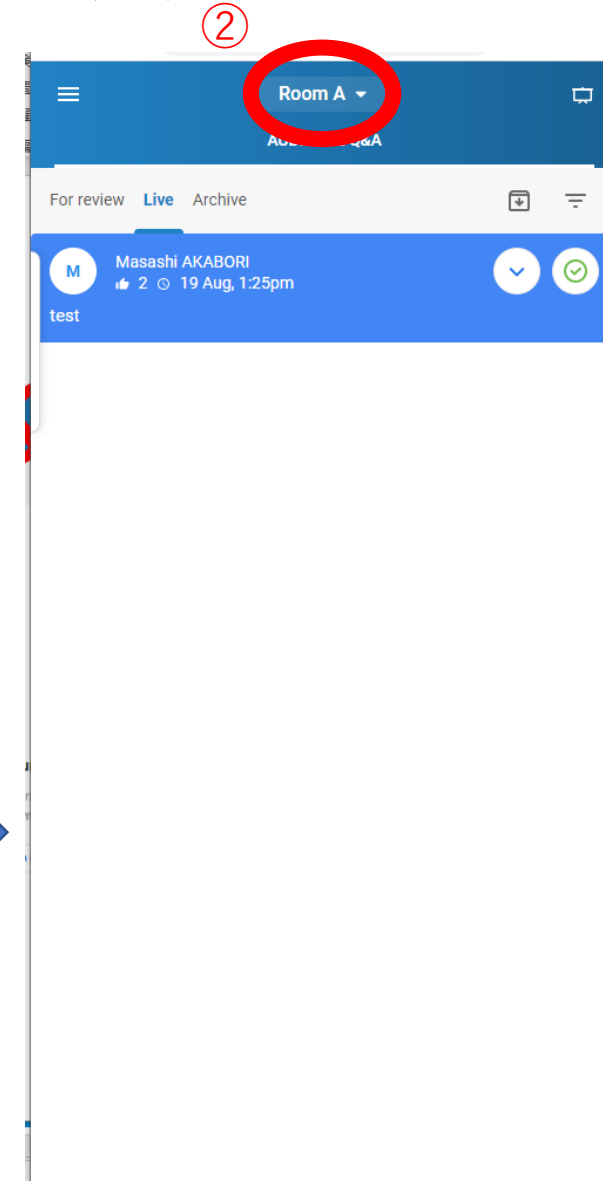 ②
Room A
Q&A
For review Live Archive
M
Masashi AKABORI
2 19 Aug, 1:25pm
test